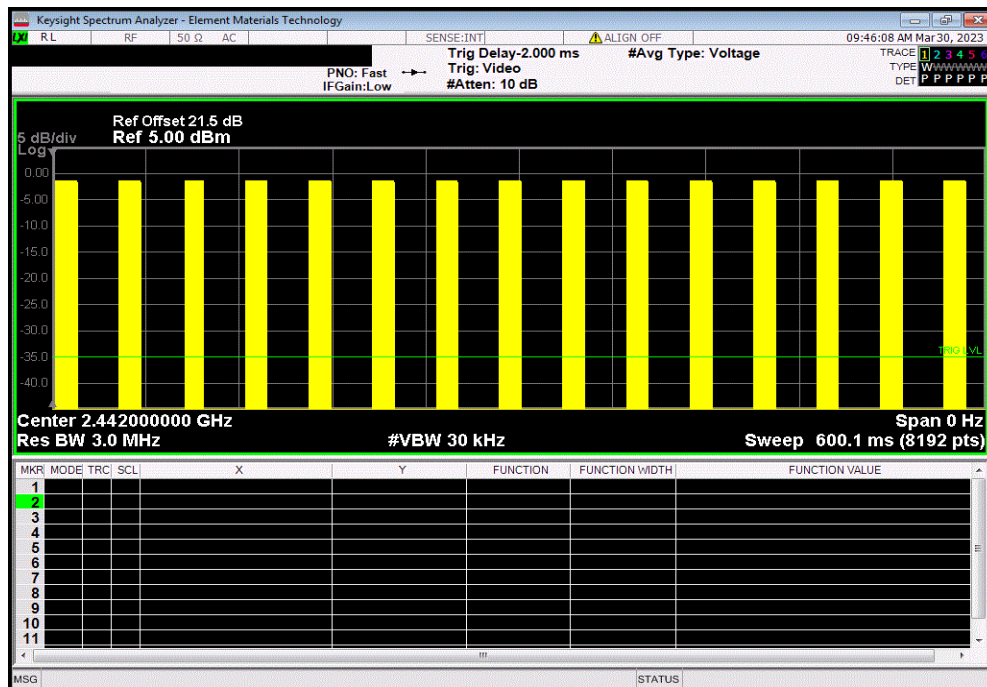 Keysight Spectrum Analyzer - Element Materials Technology
LXI RL RF 50 Ω AC SENSE:INT ALIGN OFF 09:46:08 AM Mar 30, 2023
Trig Delay-2.000 ms #Avg Type: Voltage TRACE 1 2 3 4 5 6
PNO: Fast Trig: Video TYPE WWWWWWW
IFGain:Low #Atten: 10 dB DET P P P P P P
Ref Offset 21.5 dB
5 dB/div Ref 5.00 dBm
Log
0.00
-5.00
-10.0
-15.0
-20.0
-25.0
-30.0
-35.0 TRIG LVL
-40.0
Center 2.442000000 GHz Span 0 Hz
Res BW 3.0 MHz #VBW 30 kHz Sweep 600.1 ms (8192 pts)
MKR MODE TRC SCL X Y FUNCTION FUNCTION WIDTH FUNCTION VALUE
1
2
3
4
5
6
7
8
9
10
11
MSG STATUS